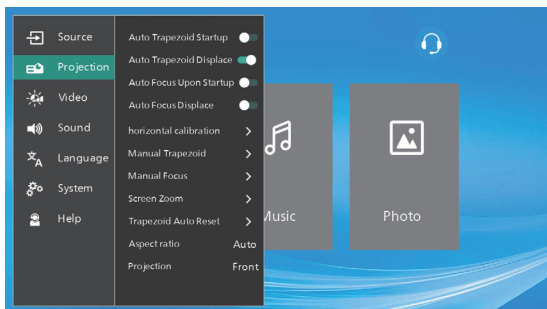 Source
Projection
Video
Sound
Language
System
Help
Auto Trapezoid Startup
Auto Trapezoid Displace
Auto Focus Upon Startup
Auto Focus Displace
horizontal calibration
Manual Trapezoid
Manual Focus
Screen Zoom
Trapezoid Auto Reset
Aspect ratio Auto
Projection Front
Music
Photo